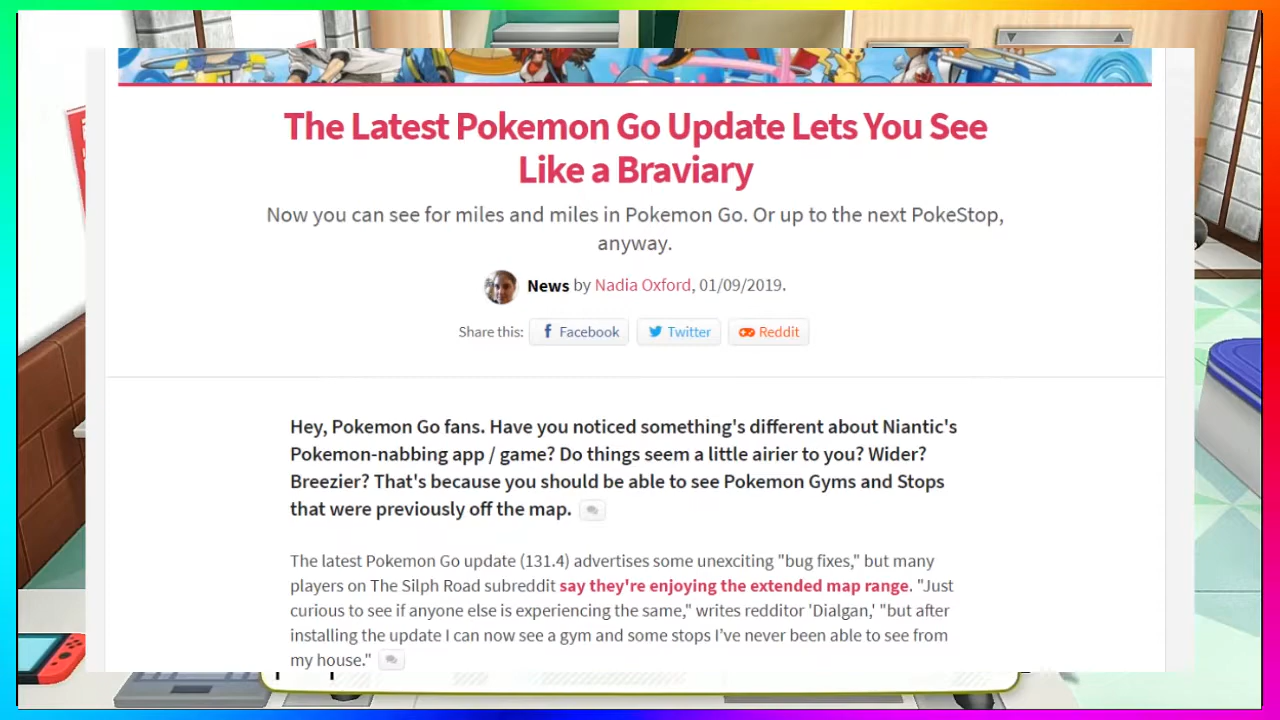 The Latest Pokemon Go Update Lets You See
Like a Braviary
Now you can see for miles and miles in Pokemon Go. Or up to the next PokeStop,
anyway.
News by Nadia Oxford, 01/09/2019.
Share this: Facebook Twitter Reddit
Hey, Pokemon Go fans. Have you noticed something's different about Niantic's
Pokemon-nabbing app / game? Do things seem a little airier to you? Wider?
Breezier? That's because you should be able to see Pokemon Gyms and Stops
that were previously off the map.
The latest Pokemon Go update (131.4) advertises some unexciting "bug fixes," but many
players on The Silph Road subreddit say they're enjoying the extended map range. "Just
curious to see if anyone else is experiencing the same," writes redditor 'Dialgan,' "but after
installing the update I can now see a gym and some stops I've never been able to see from
my house."